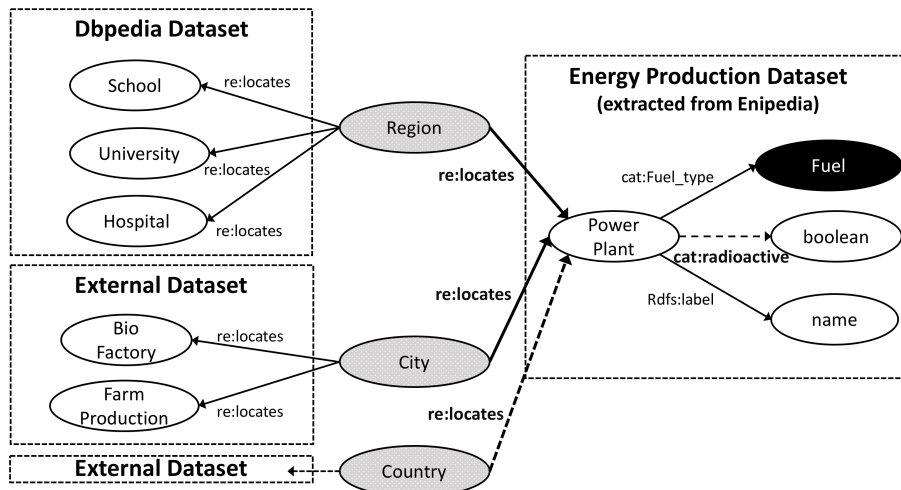 Dbpedia Dataset
School
re:locates
University
re:locates
Hospital
re:locates
Region
re:locates
Energy Production Dataset
(extracted from Enipedia)
cat:Fuel_type
Fuel
Power
Plant
boolean
cat:radioactive
Rdfs:label
name
External Dataset
Bio
Factory
re:locates
Farm
Production
re:locates
City
re:locates
re:locates
External Dataset
Country